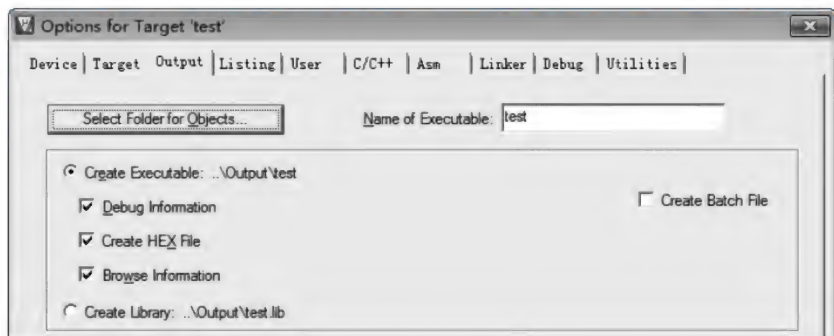 Options for Target 'test'
Device | Target | Output | Listing | User | C/C++ | Asm | Linker | Debug | Utilities |
Select Folder for Objects...
Name of Executable: test
Create Executable: ..\Output\test
Debug Information
Create Batch File
Create HEX File
Browse Information
Create Library: ..\Output\test.lib